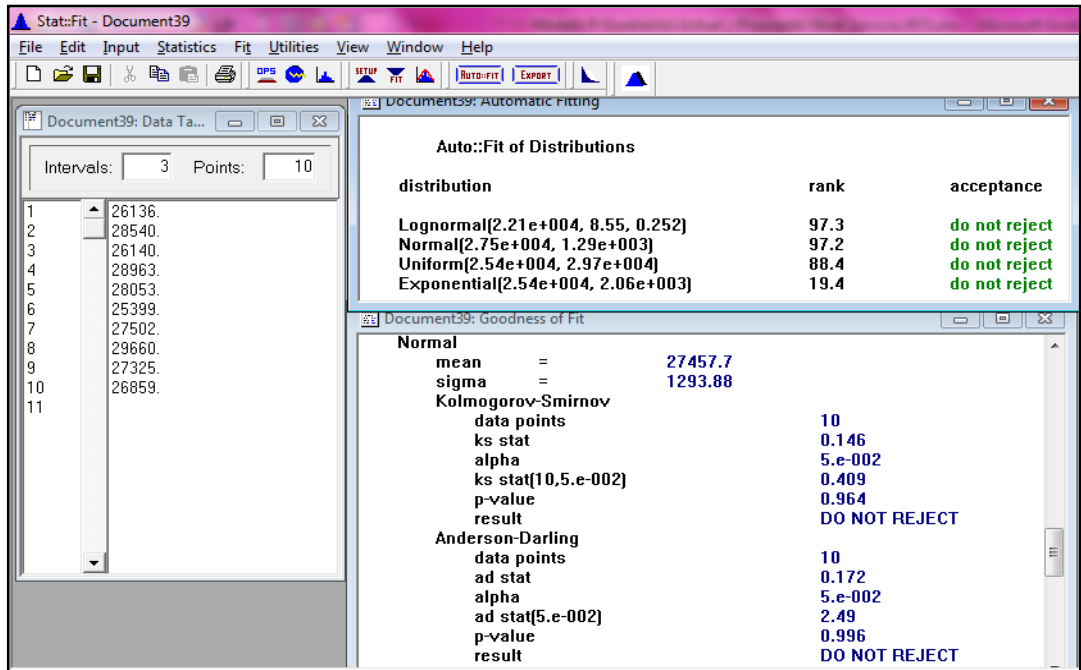 Stat::Fit - Document39
File Edit Input Statistics Fit Utilities View Window Help
OPS SETUP FIT AUTO::FIT EXPORT
Document39: Data Ta...
Intervals: 3 Points: 10
1 26136.
2 28540.
3 26140.
4 28963.
5 28053.
6 25399.
7 27502.
8 29660.
9 27325.
10 26859.
11
Document39: Automatic Fitting
Auto::Fit of Distributions
distribution rank acceptance
Lognormal(2.21e+004, 8.55, 0.252) 97.3 do not reject
Normal(2.75e+004, 1.29e+003) 97.2 do not reject
Uniform(2.54e+004, 2.97e+004) 88.4 do not reject
Exponential(2.54e+004, 2.06e+003) 19.4 do not reject
Document39: Goodness of Fit
Normal
mean = 27457.7
sigma = 1293.88
Kolmogorov-Smirnov
data points 10
ks stat 0.146
alpha 5.e-002
ks stat(10,5.e-002) 0.409
p-value 0.964
result DO NOT REJECT
Anderson-Darling
data points 10
ad stat 0.172
alpha 5.e-002
ad stat(5.e-002) 2.49
p-value 0.996
result DO NOT REJECT